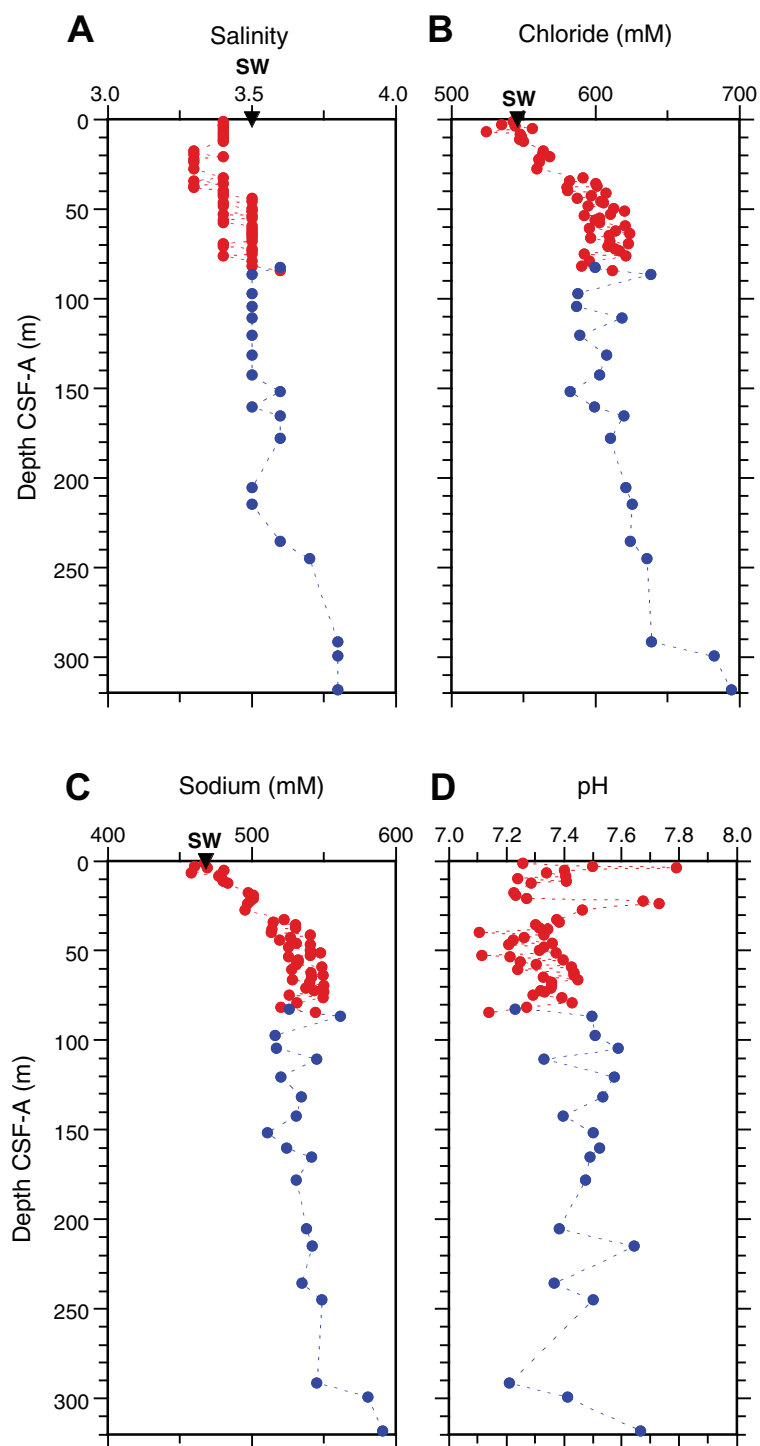 A
Salinity
SW
3.0 3.5 4.0
0
50
100
150
200
250
300
Depth CSF-A (m)
B
Chloride (mM)
500 600 700
SW
C
Sodium (mM)
400 500 600
SW
0
50
100
150
200
250
300
Depth CSF-A (m)
D
pH
7.0 7.2 7.4 7.6 7.8 8.0